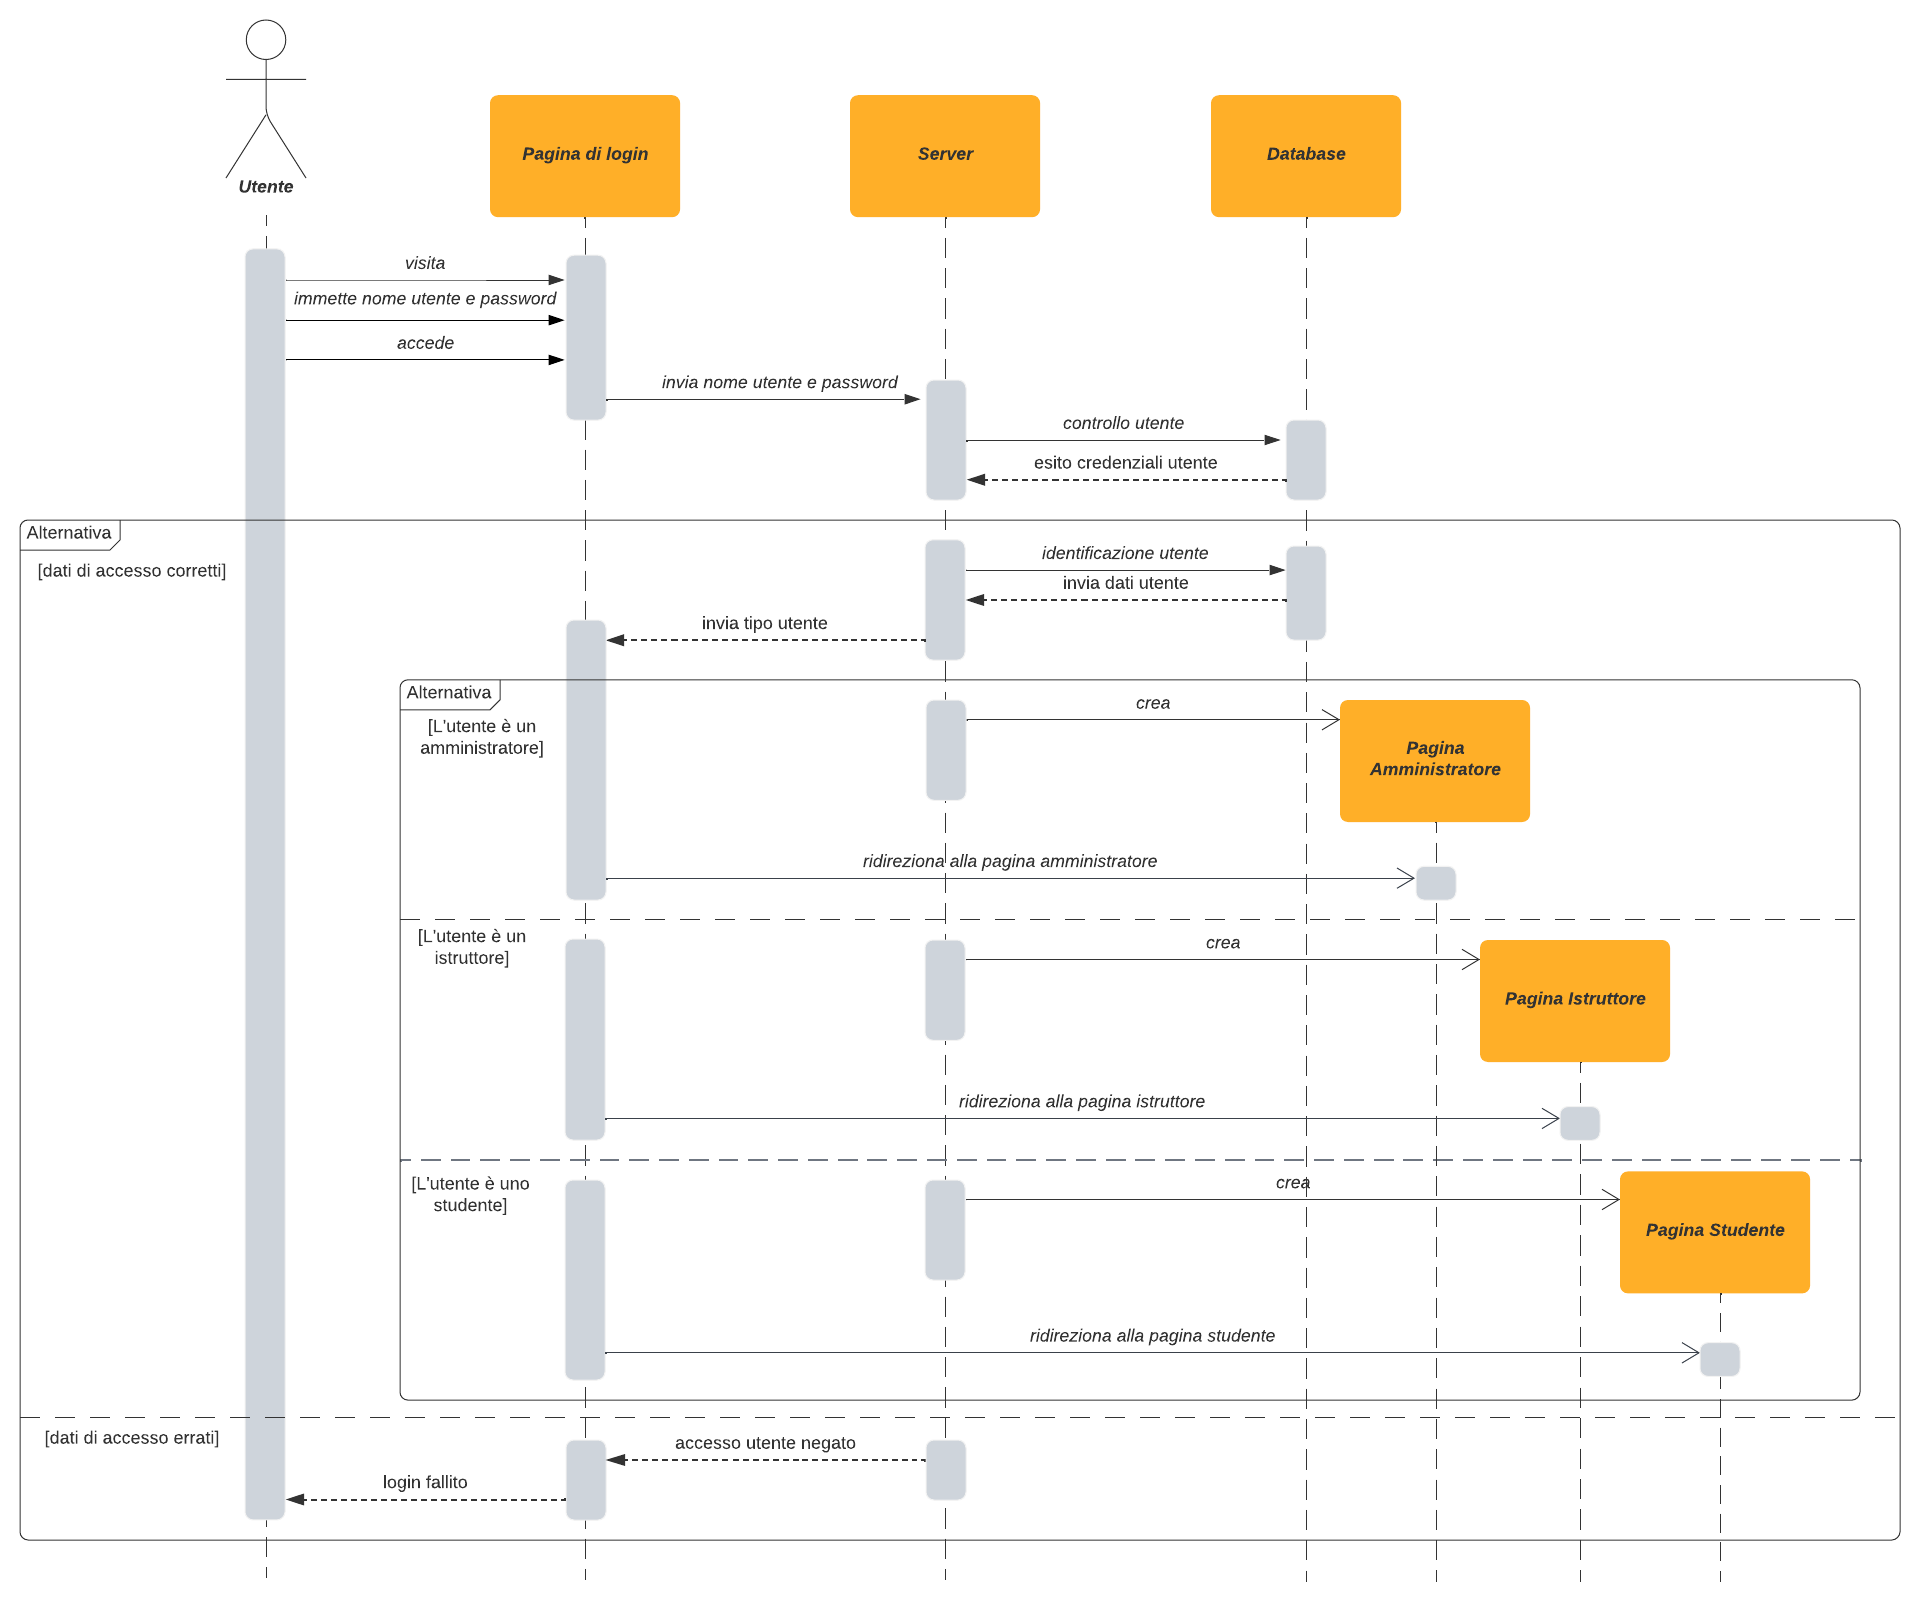 Utente
Pagina di login
Server
Database
visita
immette nome utente e password
accede
invia nome utente e password
controllo utente
esito credenziali utente
Alternativa
[dati di accesso corretti]
identificazione utente
invia dati utente
invia tipo utente
Alternativa
[L'utente è un
amministratore]
crea
Pagina
Amministratore
ridireziona alla pagina amministratore
[L'utente è un
istruttore]
crea
Pagina Istruttore
ridireziona alla pagina istruttore
[L'utente è uno
studente]
crea
Pagina Studente
ridireziona alla pagina studente
[dati di accesso errati]
accesso utente negato
login fallito